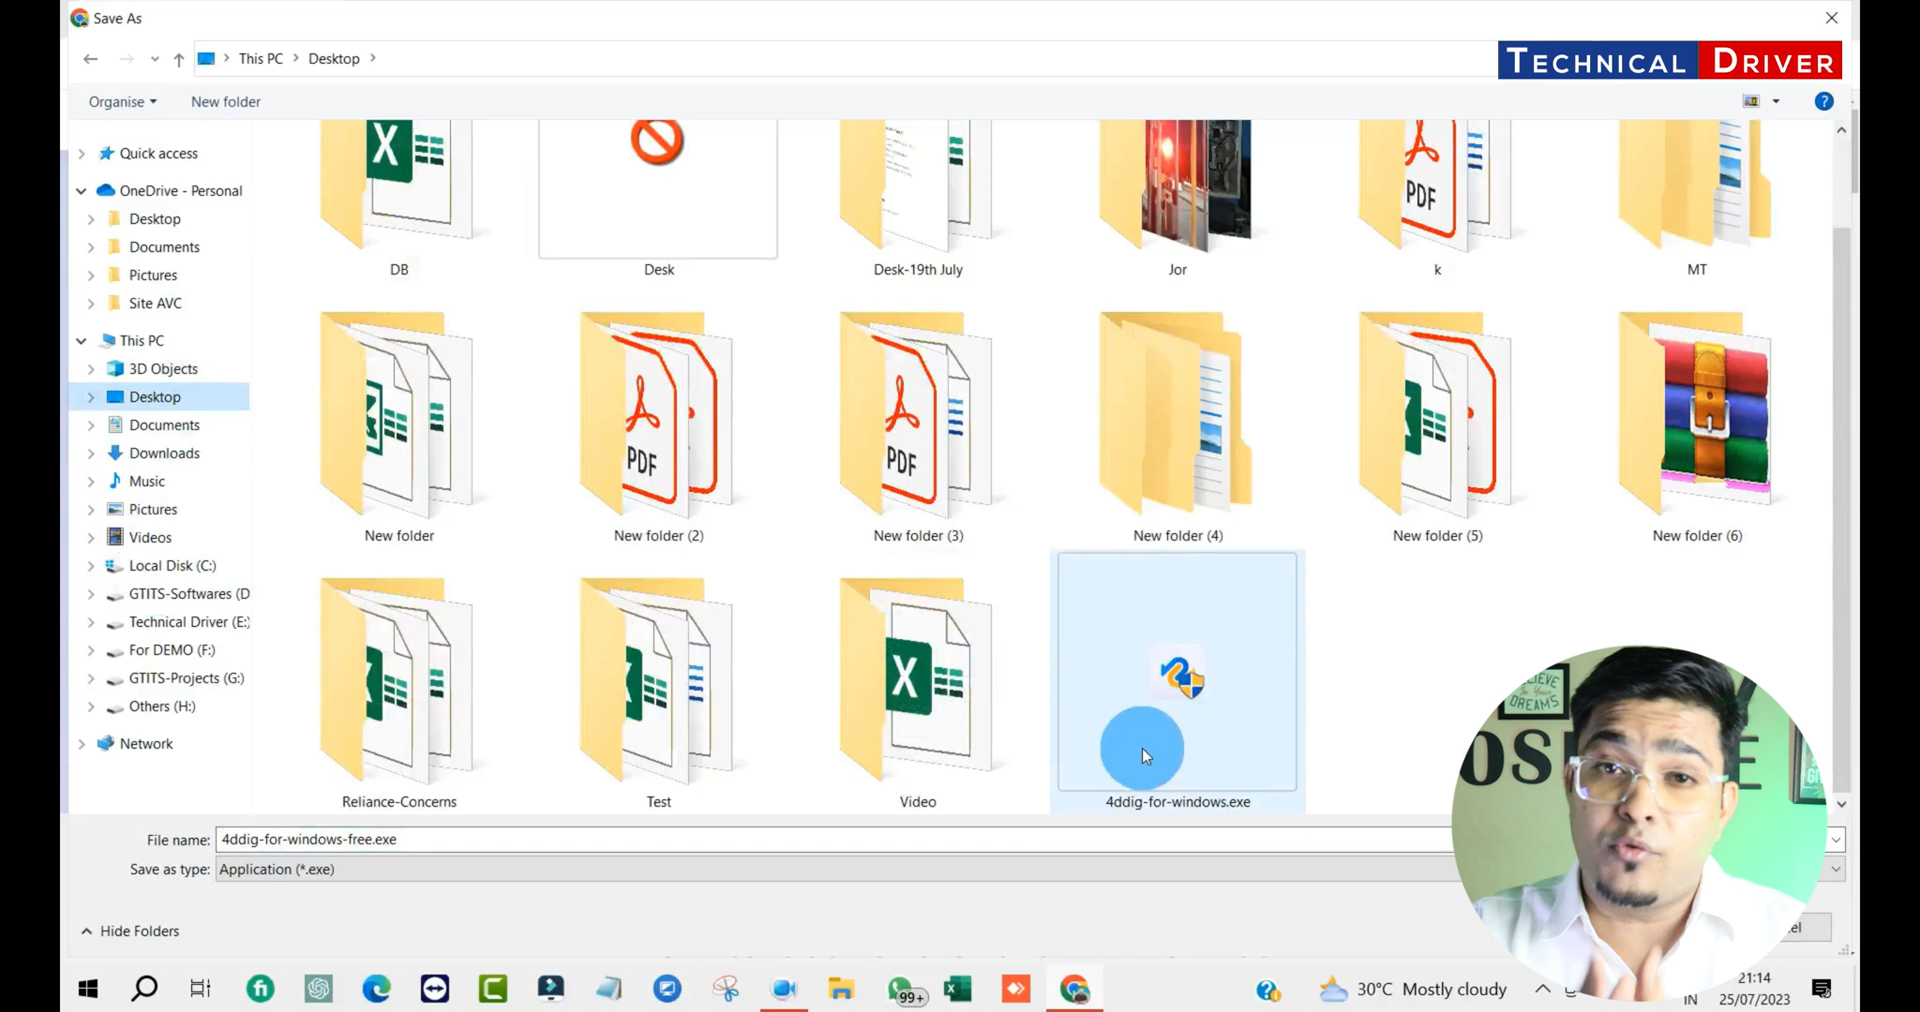 Save As
This PC
Desktop
TECHNICAL DRIVER
Organise
New folder
Quick access
OneDrive - Personal
Desktop
Documents
Pictures
Site AVC
This PC
3D Objects
Desktop
Documents
Downloads
Music
Pictures
Videos
Local Disk (C:)
GTITS-Softwares (D
Technical Driver (E:)
For DEMO (F:)
GTITS-Projects (G:)
Others (H:)
Network
DB
Desk
Desk-19th July
Jor
PDF
k
MT
New folder
PDF
New folder (2)
PDF
New folder (3)
New folder (4)
New folder (5)
New folder (6)
Reliance-Concerns
Test
Video
4ddig-for-windows.exe
File name:
4ddig-for-windows-free.exe
Save as type:
Application (*.exe)
Hide Folders
DREAMS
99+
30°C Mostly cloudy
IN
21:14
25/07/2023